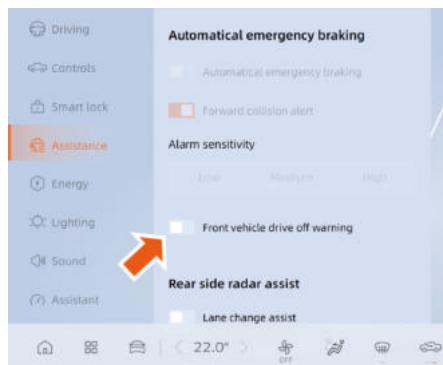 Driving
Automatical emergency braking
Controls
Automatical emergency braking
Smart lock
Forward collision alert
Assistance
Alarm sensitivity
Energy
Low Medium High
Lighting
Front vehicle drive off warning
Sound
Rear side radar assist
Assistant
Lane change assist
22.0°
OFF